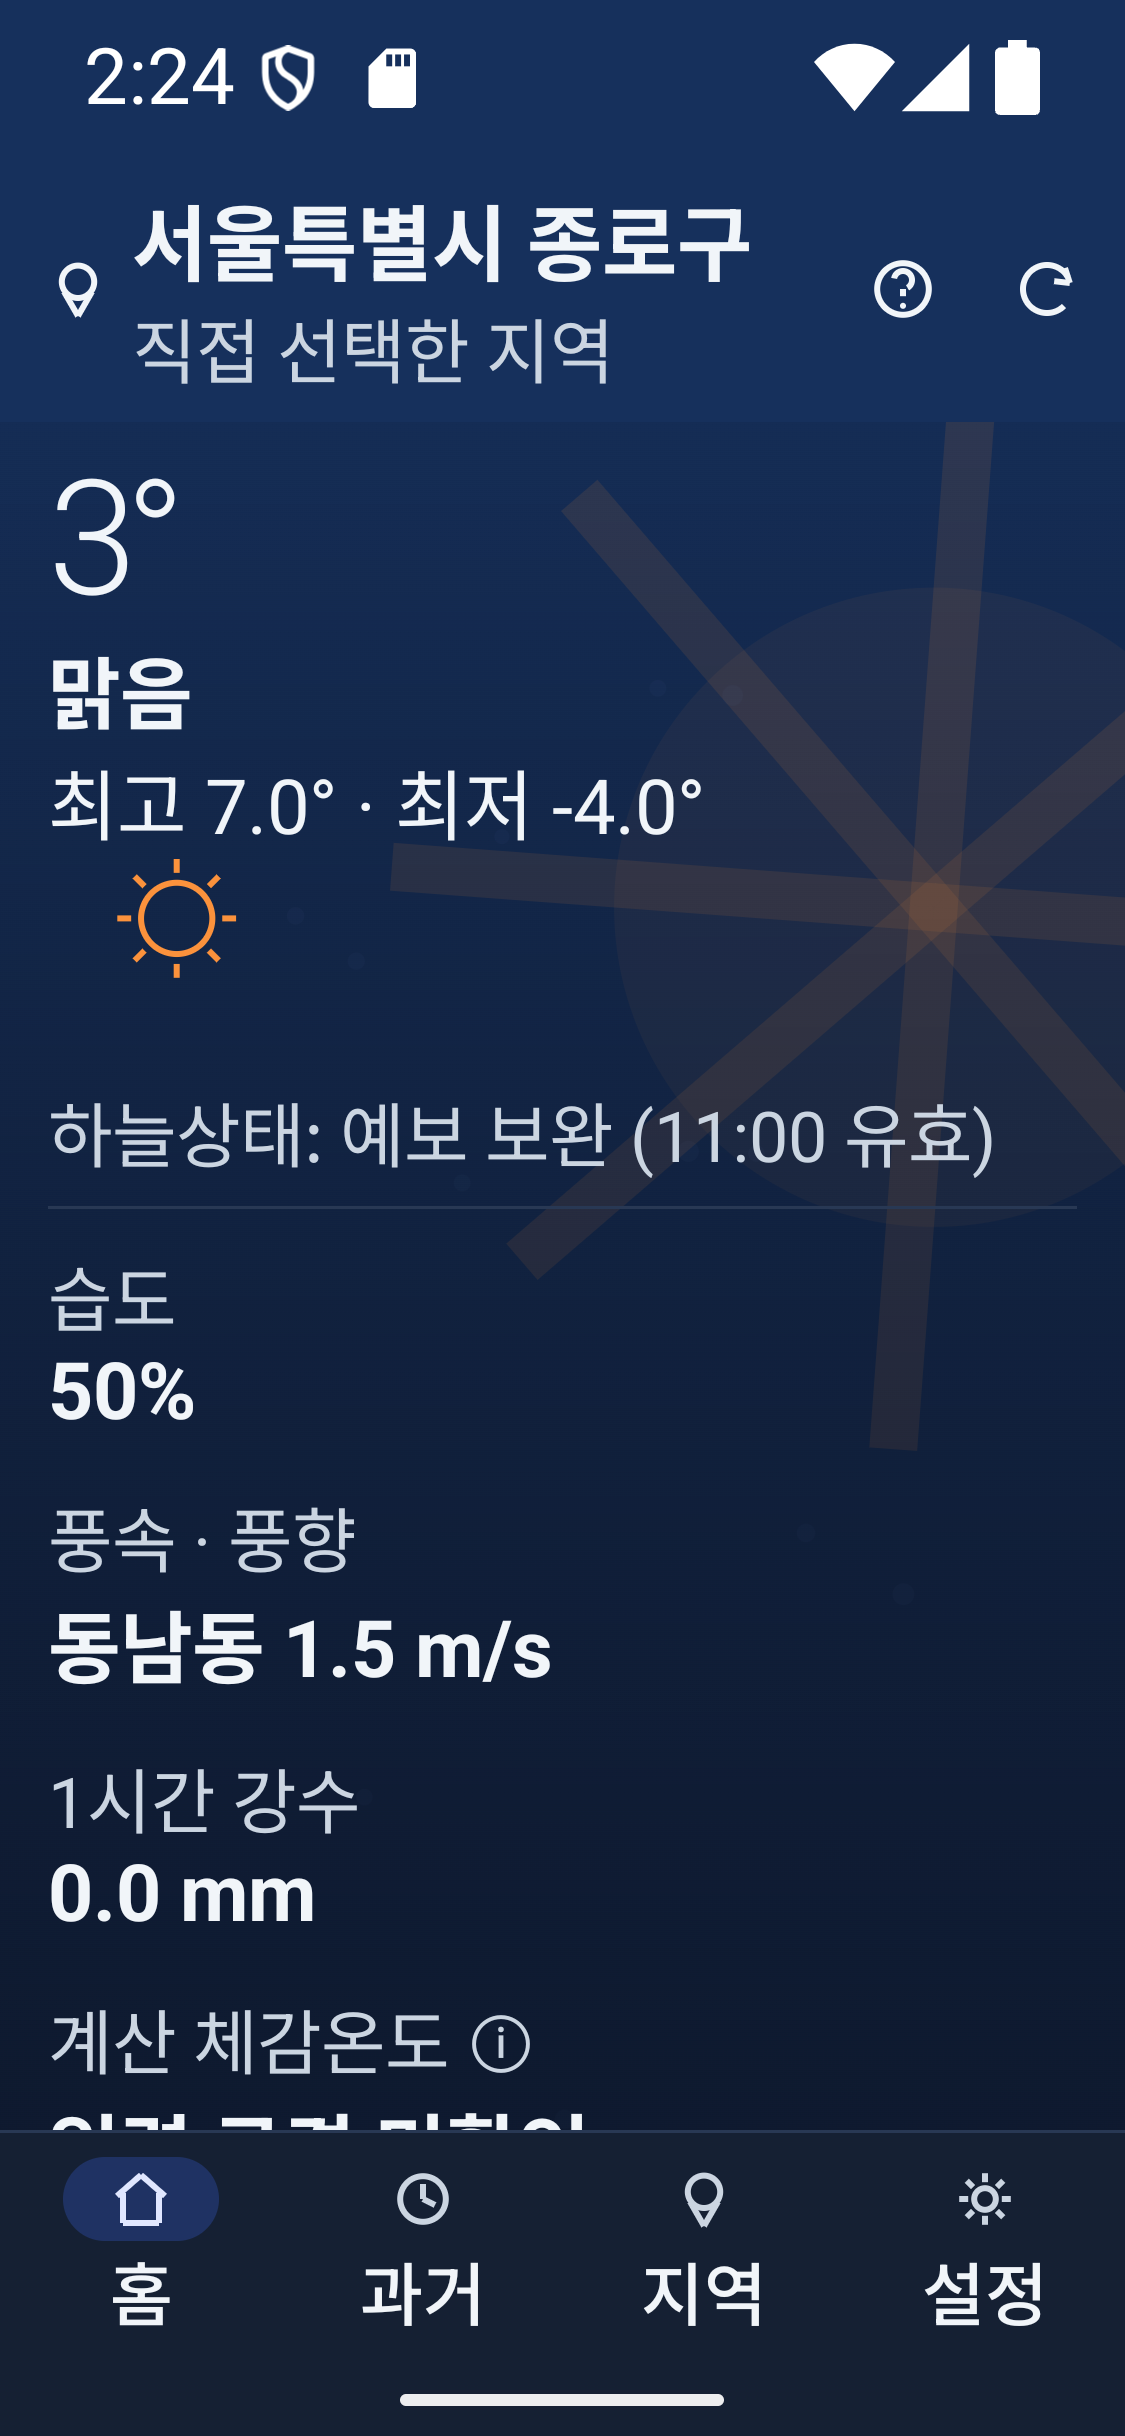 2:24
서울특별시 종로구
직접 선택한 지역
3°
맑음
최고 7.0° · 최저 -4.0°
하늘상태: 예보 보완 (11:00 유효)
습도
50%
풍속 · 풍향
동남동 1.5 m/s
1시간 강수
0.0 mm
계산 체감온도
홈
과거
지역
설정